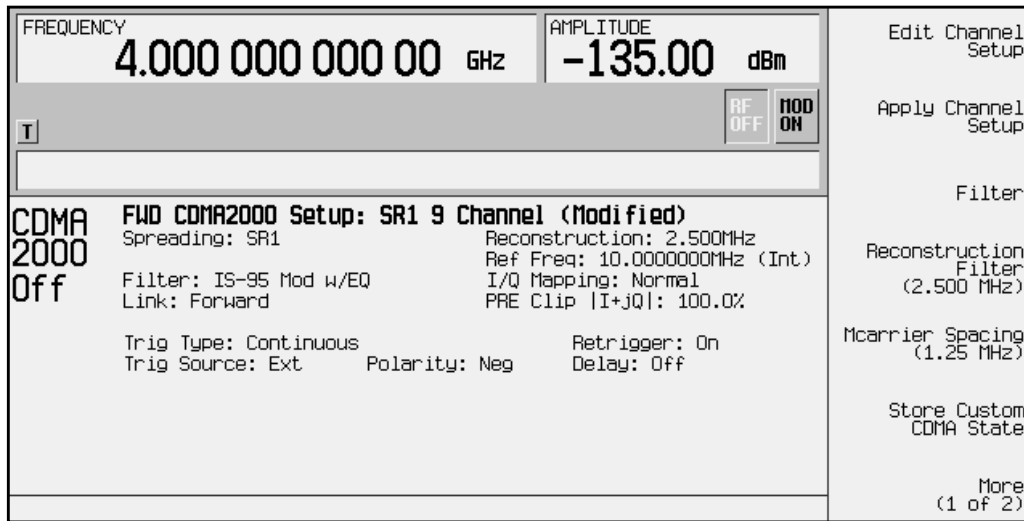 FREQUENCY
4.000 000 000 00 GHz
AMPLITUDE
-135.00 dBm
RF
OFF
MOD
ON
T
CDMA
2000
Off
FWD CDMA2000 Setup: SR1 9 Channel (Modified)
Spreading: SR1
Reconstruction: 2.500MHz
Ref Freq: 10.0000000MHz (Int)
Filter: IS-95 Mod w/EQ
I/Q Mapping: Normal
Link: Forward
PRE Clip |I+jQ|: 100.0%
Trig Type: Continuous
Retrigger: On
Trig Source: Ext
Polarity: Neg
Delay: Off
Edit Channel
Setup
Apply Channel
Setup
Filter
Reconstruction
Filter
(2.500 MHz)
Mcarrier Spacing
(1.25 MHz)
Store Custom
CDMA State
More
(1 of 2)